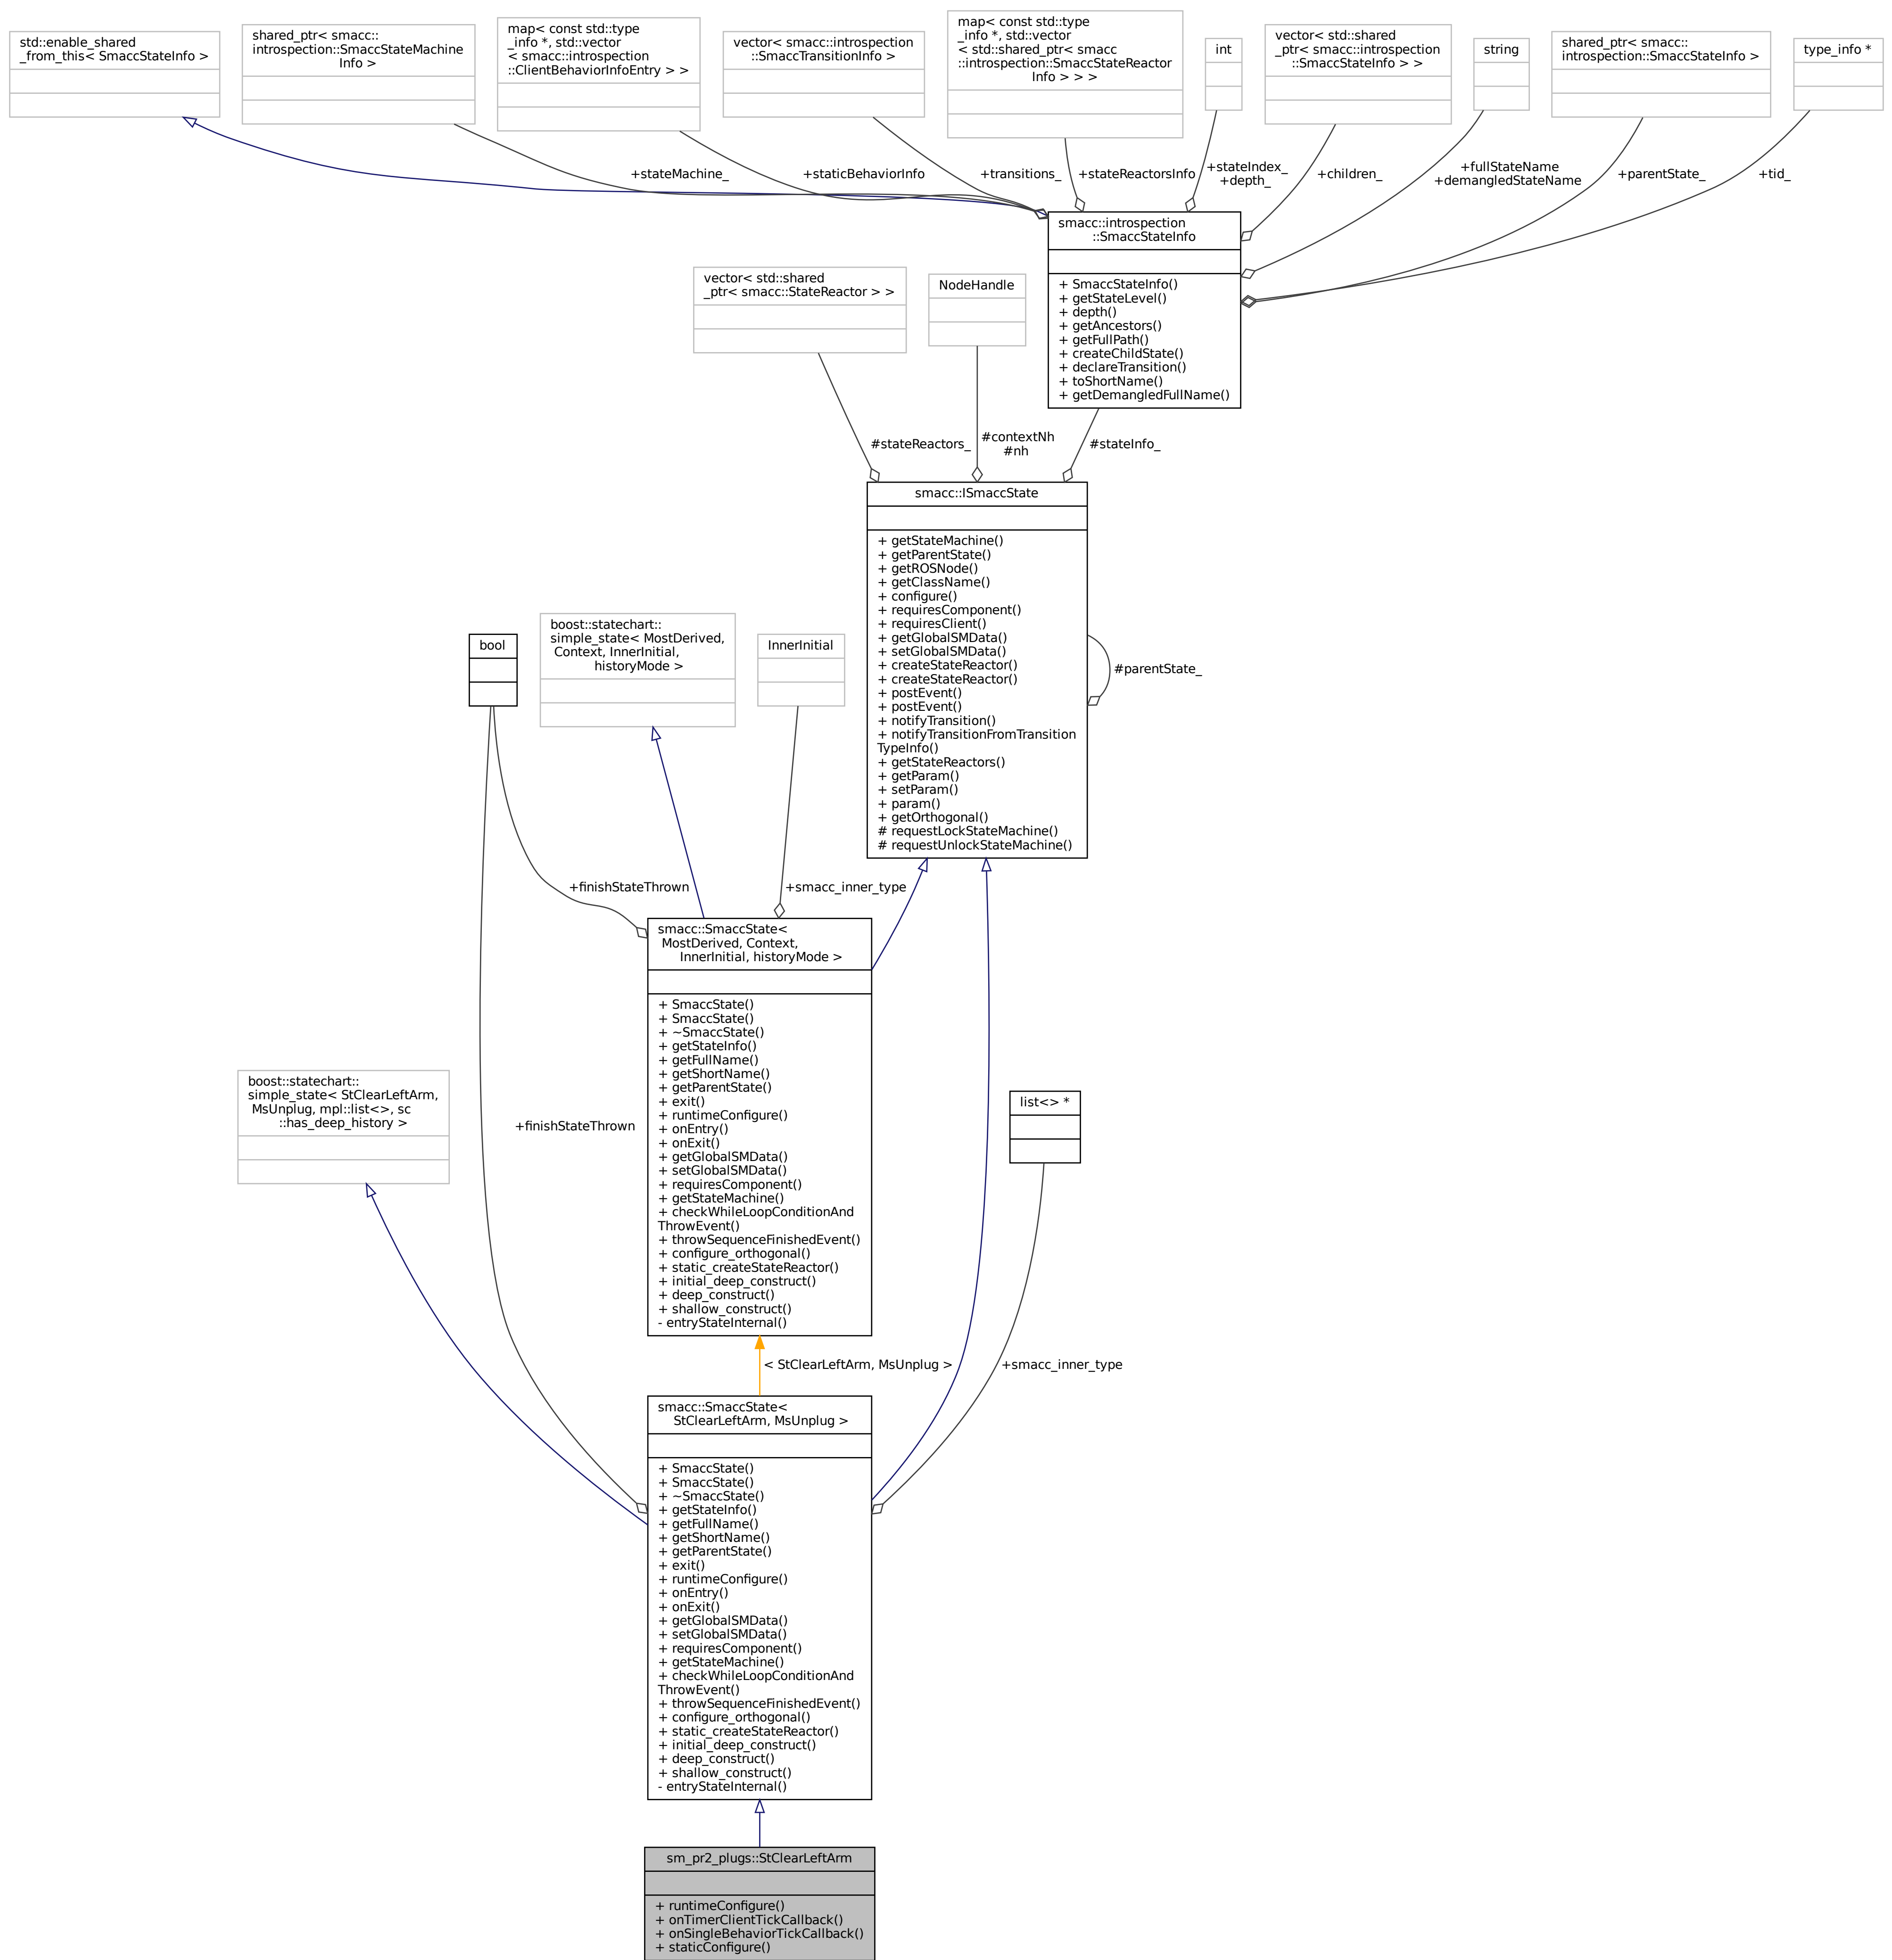 std::enable_shared
_from_this< SmaccStateInfo >
shared_ptr< smacc::
introspection::SmaccStateMachine
Info >
map< const std::type
_info *, std::vector
< smacc::introspection
::ClientBehaviorInfoEntry > >
vector< smacc::introspection
::SmaccTransitionInfo >
map< const std::type
_info *, std::vector
< std::shared_ptr< smacc
::introspection::SmaccStateReactor
Info > > >
int
vector< std::shared
_ptr< smacc::introspection
::SmaccStateInfo > >
string
shared_ptr< smacc::
introspection::SmaccStateInfo >
type_info *
+stateMachine_
+staticBehaviorInfo
+transitions_
+stateReactorsInfo
+stateIndex_
+depth_
+children_
+fullStateName
+demangledStateName
+parentState_
+tid_
smacc::introspection
::SmaccStateInfo
+ SmaccStateInfo()
+ getStateLevel()
+ depth()
+ getAncestors()
+ getFullPath()
+ createChildState()
+ declareTransition()
+ toShortName()
+ getDemangledFullName()
vector< std::shared
_ptr< smacc::StateReactor > >
NodeHandle
#stateReactors_
#contextNh
#nh
#stateInfo_
smacc::ISmaccState
+ getStateMachine()
+ getParentState()
+ getROSNode()
+ getClassName()
+ configure()
+ requiresComponent()
+ requiresClient()
+ getGlobalSMData()
+ setGlobalSMData()
+ createStateReactor()
+ createStateReactor()
+ postEvent()
+ postEvent()
+ notifyTransition()
+ notifyTransitionFromTransition
TypeInfo()
+ getStateReactors()
+ getParam()
+ setParam()
+ param()
+ getOrthogonal()
# requestLockStateMachine()
# requestUnlockStateMachine()
#parentState_
bool
boost::statechart::
simple_state< MostDerived,
Context, InnerInitial,
historyMode >
InnerInitial
+finishStateThrown
+smacc_inner_type
smacc::SmaccState<
MostDerived, Context,
InnerInitial, historyMode >
+ SmaccState()
+ SmaccState()
+ ~SmaccState()
+ getStateInfo()
+ getFullName()
+ getShortName()
+ getParentState()
+ exit()
+ runtimeConfigure()
+ onEntry()
+ onExit()
+ getGlobalSMData()
+ setGlobalSMData()
+ requiresComponent()
+ getStateMachine()
+ checkWhileLoopConditionAnd
ThrowEvent()
+ throwSequenceFinishedEvent()
+ configure_orthogonal()
+ static_createStateReactor()
+ initial_deep_construct()
+ deep_construct()
+ shallow_construct()
- entryStateInternal()
boost::statechart::
simple_state< StClearLeftArm,
MsUnplug, mpl::list<>, sc
::has_deep_history >
+finishStateThrown
list<> *
< StClearLeftArm, MsUnplug >
+smacc_inner_type
smacc::SmaccState<
StClearLeftArm, MsUnplug >
+ SmaccState()
+ SmaccState()
+ ~SmaccState()
+ getStateInfo()
+ getFullName()
+ getShortName()
+ getParentState()
+ exit()
+ runtimeConfigure()
+ onEntry()
+ onExit()
+ getGlobalSMData()
+ setGlobalSMData()
+ requiresComponent()
+ getStateMachine()
+ checkWhileLoopConditionAnd
ThrowEvent()
+ throwSequenceFinishedEvent()
+ configure_orthogonal()
+ static_createStateReactor()
+ initial_deep_construct()
+ deep_construct()
+ shallow_construct()
- entryStateInternal()
sm_pr2_plugs::StClearLeftArm
+ runtimeConfigure()
+ onTimerClientTickCallback()
+ onSingleBehaviorTickCallback()
+ staticConfigure()